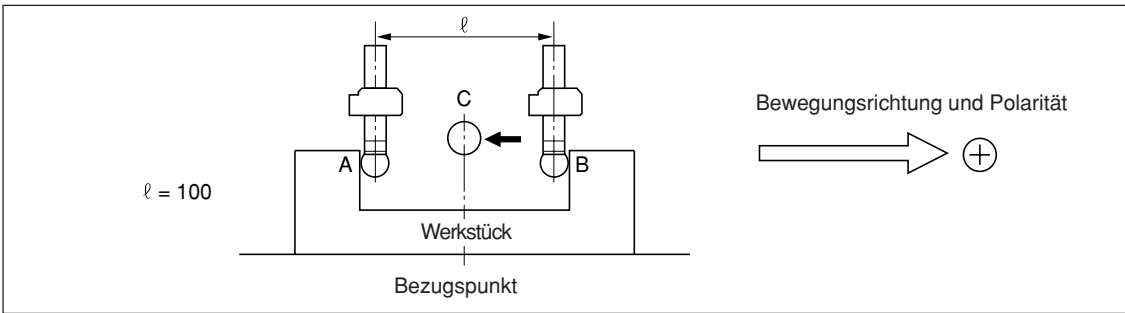 ℓ
C
Bewegungsrichtung und Polarität
A
B
ℓ = 100
Werkstück
Bezugspunkt